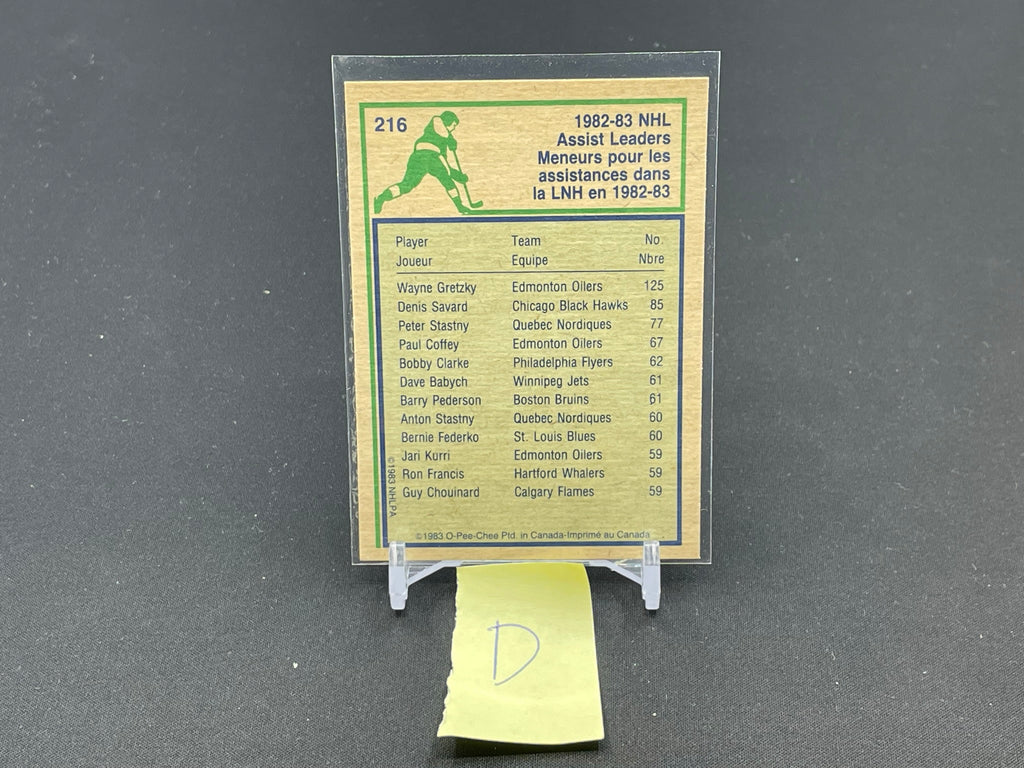 216
1982-83 NHL
Assist Leaders
Meneurs pour les
assistances dans
la LNH en 1982-83
Player Team No.
Joueur Equipe Nbre
Wayne Gretzky Edmonton Oilers 125
Denis Savard Chicago Black Hawks 85
Peter Stastny Quebec Nordiques 77
Paul Coffey Edmonton Oilers 67
Bobby Clarke Philadelphia Flyers 62
Dave Babych Winnipeg Jets 61
Barry Pederson Boston Bruins 61
Anton Stastny Quebec Nordiques 60
Bernie Federko St. Louis Blues 60
Jari Kurri Edmonton Oilers 59
Ron Francis Hartford Whalers 59
Guy Chouinard Calgary Flames 59
©1983 NHLPA
©1983 O-Pee-Chee Ptd. in Canada-Imprimé au Canada
D